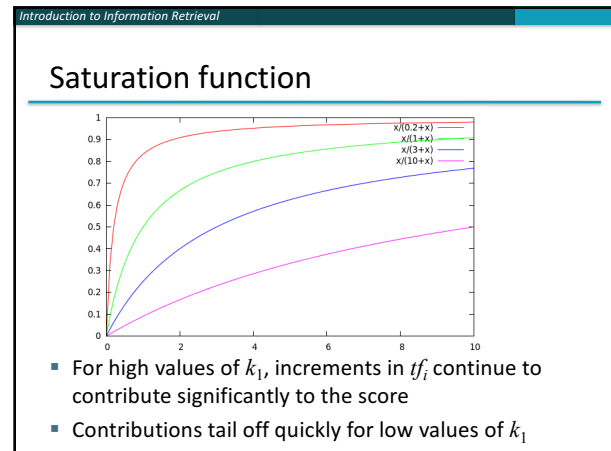 Introduction to Information Retrieval
Saturation function
1
0.9
0.8
0.7
0.6
0.5
0.4
0.3
0.2
0.1
0
x/(0.2+x)
x/(1+x)
x/(3+x)
x/(10+x)
0 2 4 6 8 10
▪ For high values of k₁, increments in tfᵢ continue to
contribute significantly to the score
▪ Contributions tail off quickly for low values of k₁